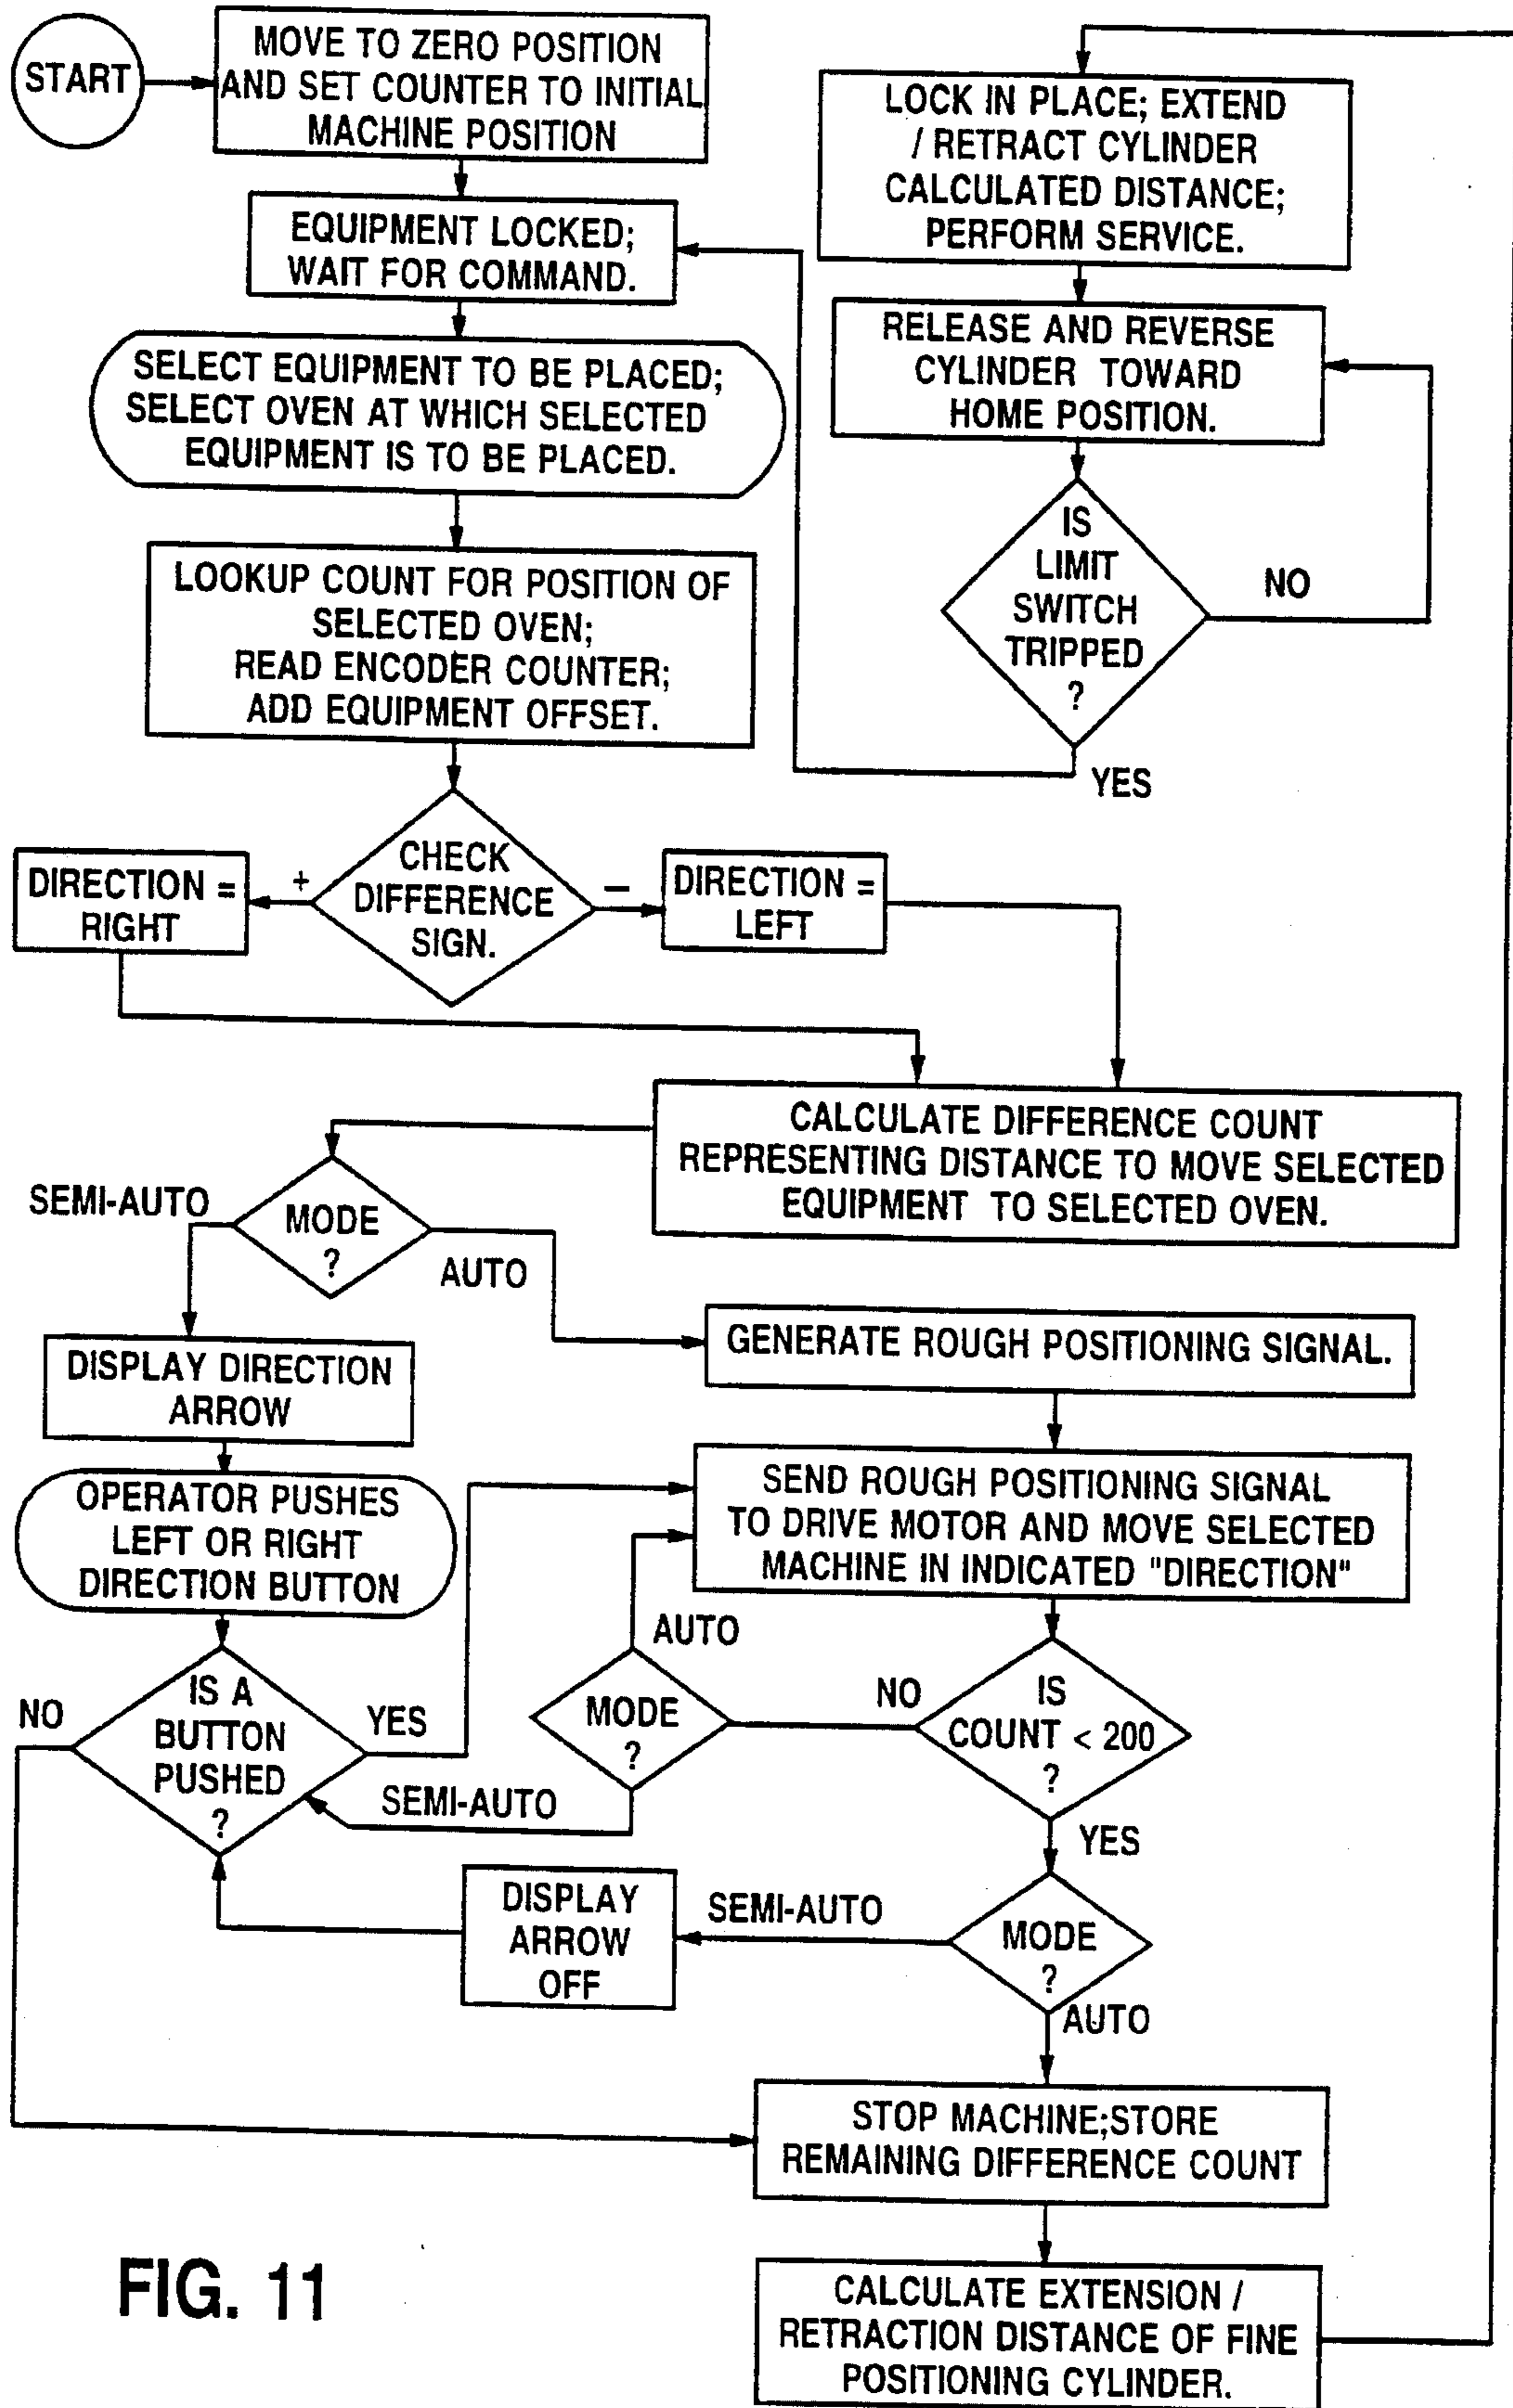 START
MOVE TO ZERO POSITION
AND SET COUNTER TO INITIAL
MACHINE POSITION
EQUIPMENT LOCKED;
WAIT FOR COMMAND.
SELECT EQUIPMENT TO BE PLACED;
SELECT OVEN AT WHICH SELECTED
EQUIPMENT IS TO BE PLACED.
LOOKUP COUNT FOR POSITION OF
SELECTED OVEN;
READ ENCODER COUNTER;
ADD EQUIPMENT OFFSET.
LOCK IN PLACE; EXTEND
/ RETRACT CYLINDER
CALCULATED DISTANCE;
PERFORM SERVICE.
RELEASE AND REVERSE
CYLINDER TOWARD
HOME POSITION.
IS
LIMIT
SWITCH
TRIPPED
?
NO
YES
CHECK
DIFFERENCE
SIGN.
+
–
DIRECTION =
RIGHT
DIRECTION =
LEFT
CALCULATE DIFFERENCE COUNT
REPRESENTING DISTANCE TO MOVE SELECTED
EQUIPMENT TO SELECTED OVEN.
SEMI-AUTO
MODE
?
AUTO
GENERATE ROUGH POSITIONING SIGNAL.
DISPLAY DIRECTION
ARROW
OPERATOR PUSHES
LEFT OR RIGHT
DIRECTION BUTTON
SEND ROUGH POSITIONING SIGNAL
TO DRIVE MOTOR AND MOVE SELECTED
MACHINE IN INDICATED "DIRECTION"
NO
IS A
BUTTON
PUSHED
?
YES
AUTO
MODE
?
SEMI-AUTO
NO
IS
COUNT < 200
?
YES
DISPLAY
ARROW
OFF
SEMI-AUTO
MODE
?
AUTO
STOP MACHINE;STORE
REMAINING DIFFERENCE COUNT
CALCULATE EXTENSION /
RETRACTION DISTANCE OF FINE
POSITIONING CYLINDER.
FIG. 11